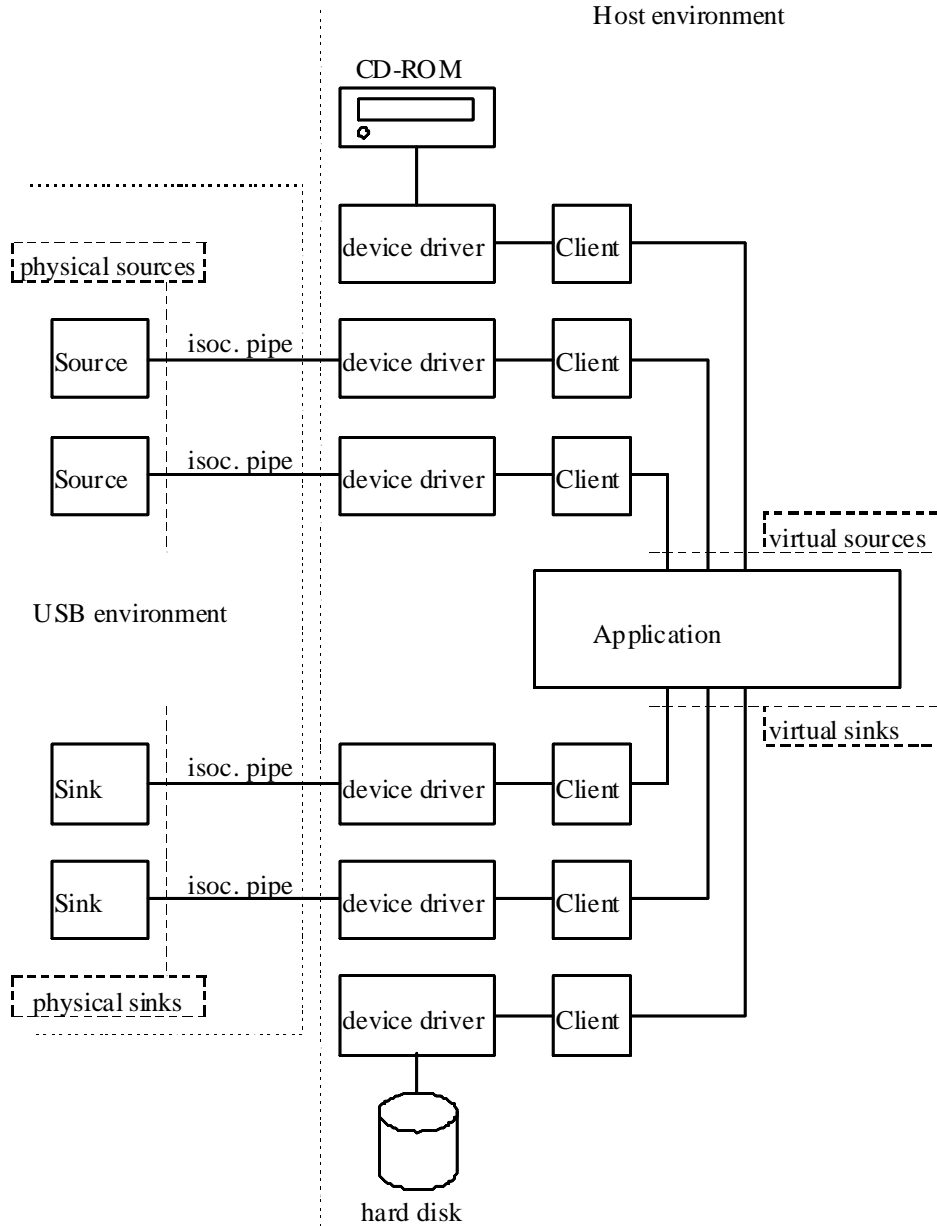 Host environment
CD-ROM
device driver
Client
physical sources
Source
isoc. pipe
device driver
Client
Source
isoc. pipe
device driver
Client
virtual sources
USB environment
Application
virtual sinks
Sink
isoc. pipe
device driver
Client
Sink
isoc. pipe
device driver
Client
physical sinks
device driver
Client
hard disk